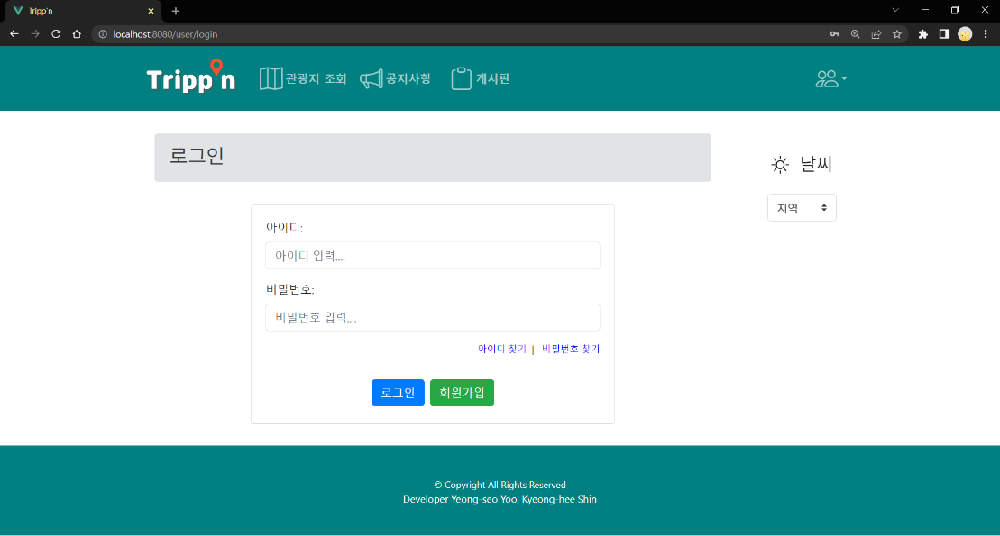 Tripp'n
localhost:8080/user/login
Tripp'n 관광지 조회 공지사항 게시판
로그인
날씨
지역
아이디:
아이디 입력....
비밀번호:
비밀번호 입력....
아이디 찾기 | 비밀번호 찾기
로그인 회원가입
© Copyright All Rights Reserved
Developer Yeong-seo Yoo, Kyeong-hee Shin